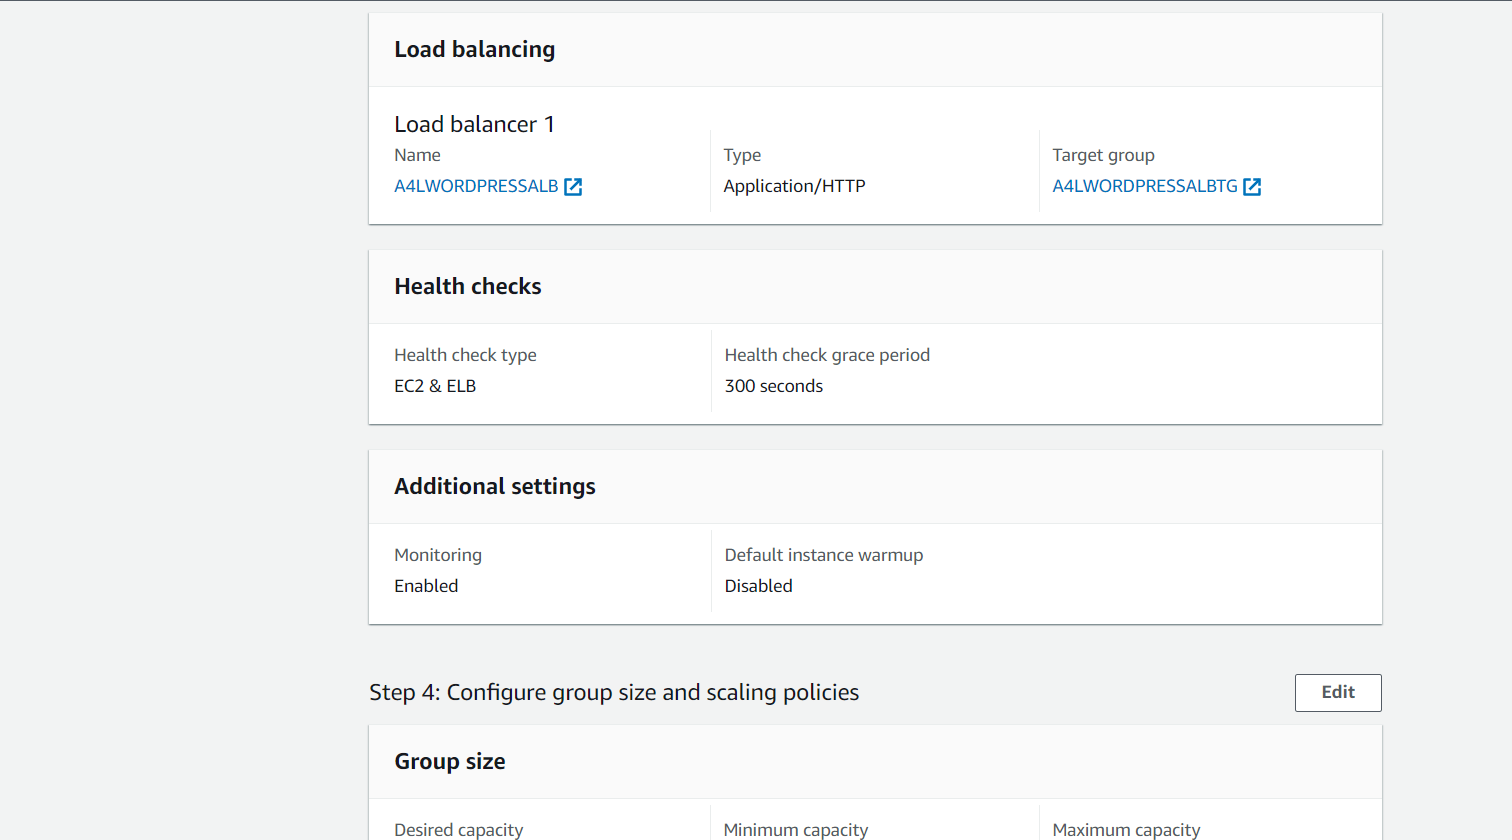 Load balancing
Load balancer 1
Name Type Target group
A4LWORDPRESSALB Application/HTTP A4LWORDPRESSALBTG
Health checks
Health check type Health check grace period
EC2 & ELB 300 seconds
Additional settings
Monitoring Default instance warmup
Enabled Disabled
Step 4: Configure group size and scaling policies Edit
Group size
Desired capacity Minimum capacity Maximum capacity